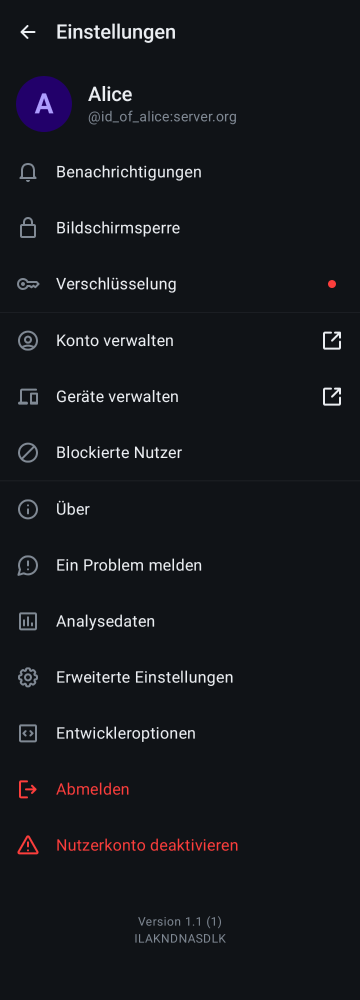 Einstellungen
A
Alice
@id_of_alice:server.org
Benachrichtigungen
Bildschirmsperre
Verschlüsselung
Konto verwalten
Geräte verwalten
Blockierte Nutzer
Über
Ein Problem melden
Analysedaten
Erweiterte Einstellungen
Entwickleroptionen
Abmelden
Nutzerkonto deaktivieren
Version 1.1 (1)
ILAKNDNASDLK